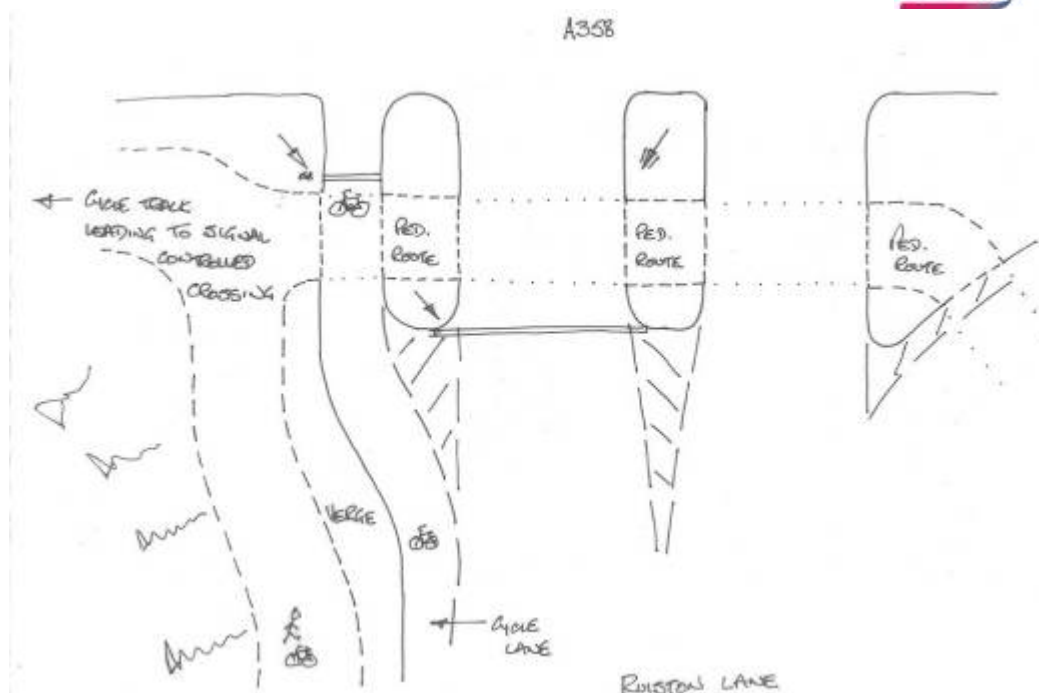 A358
CYCLE TRACK
LEADING TO SIGNAL
CONTROLLED
CROSSING
PED.
ROUTE
PED.
ROUTE
PED.
ROUTE
VERGE
CYCLE
LANE
RUISTON LANE